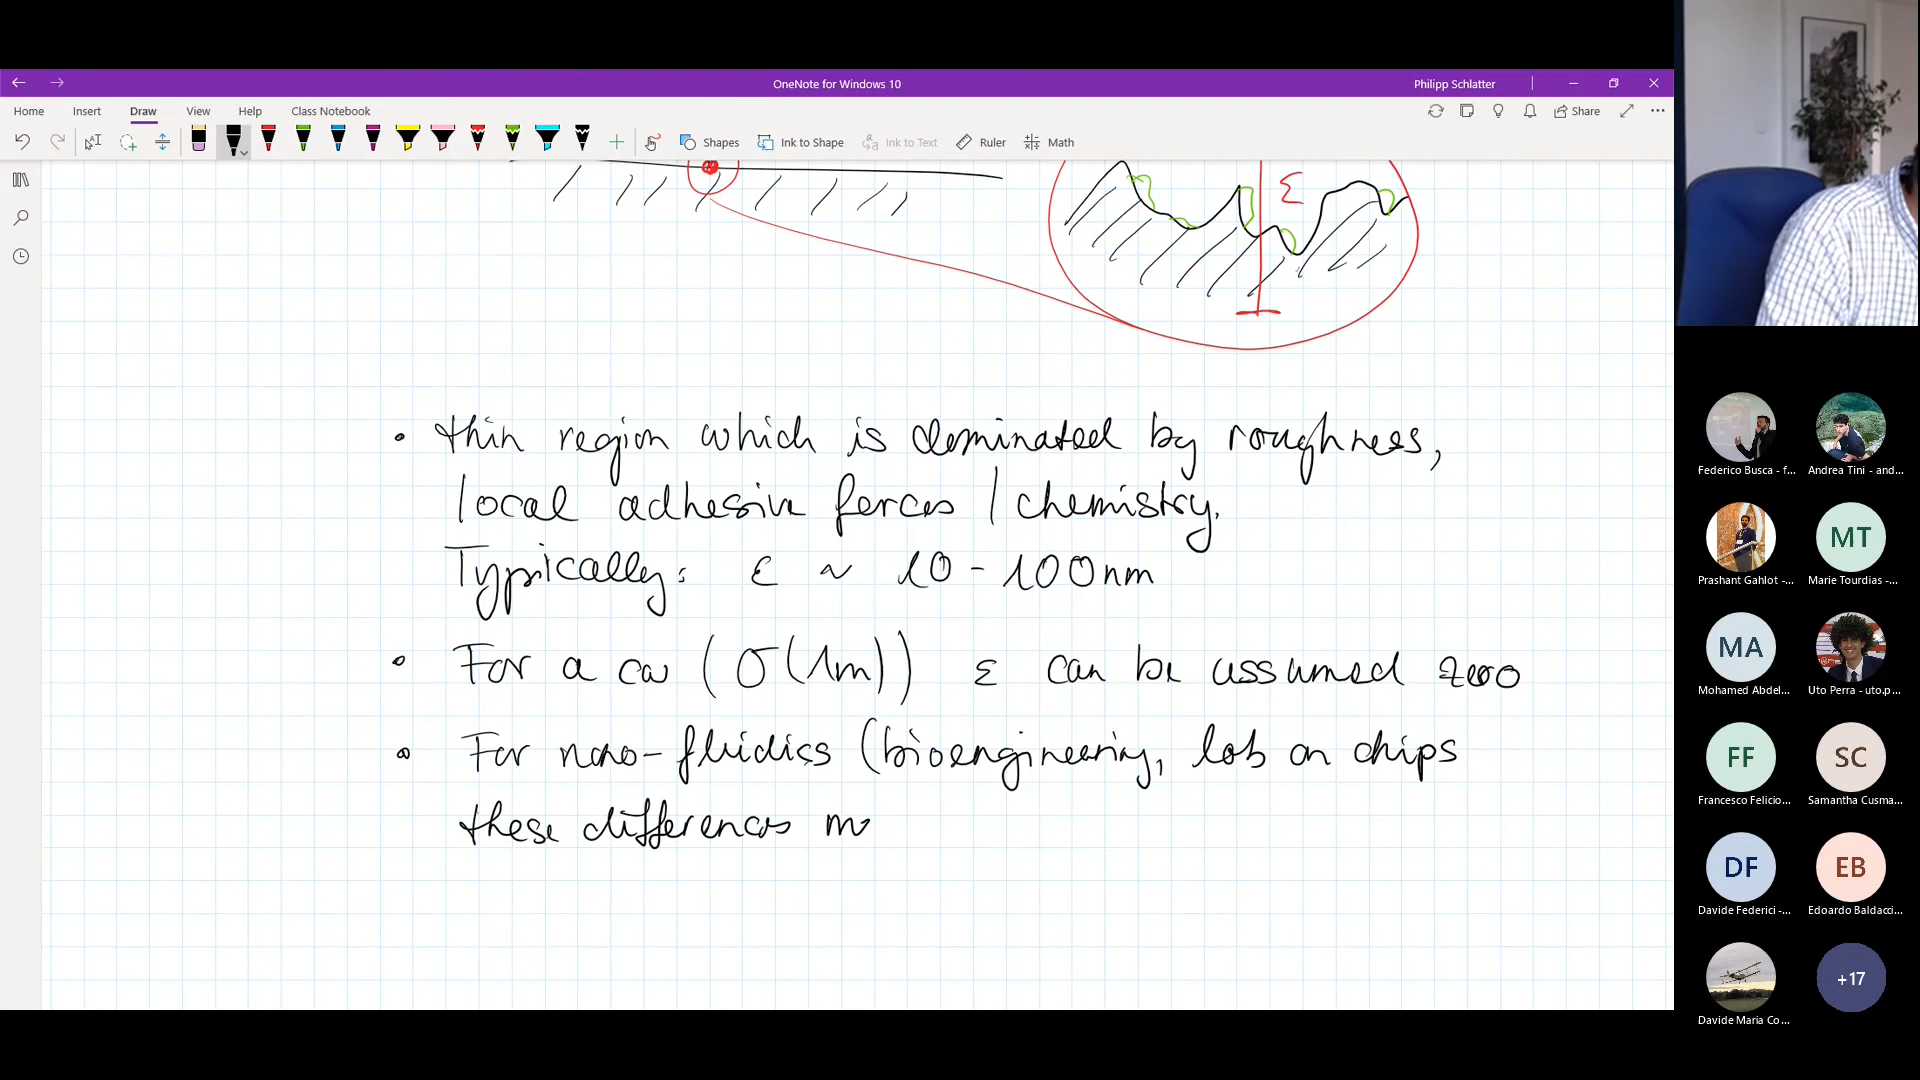 OneNote for Windows 10
Philipp Schlatter
Home Insert Draw View Help Class Notebook
Share
Shapes Ink to Shape Ink to Text Ruler Math
ε
• thin region which is dominated by roughness,
local adhesive forces / chemistry.
Typically: ε ~ 10 - 100nm
• For a car (O(1m)) ε can be assumed zero
• For nano-fluidics (bioengineering, lab on chips
these differences
Federico Busca - f...
Andrea Tini - and...
Prashant Gahlot -...
MT
Marie Tourdias -...
MA
Mohamed Abdel...
Uto Perra - uto.p...
FF
Francesco Felicio...
SC
Samantha Cusma...
DF
Davide Federici -...
EB
Edoardo Baldacci...
Davide Maria Co...
+17